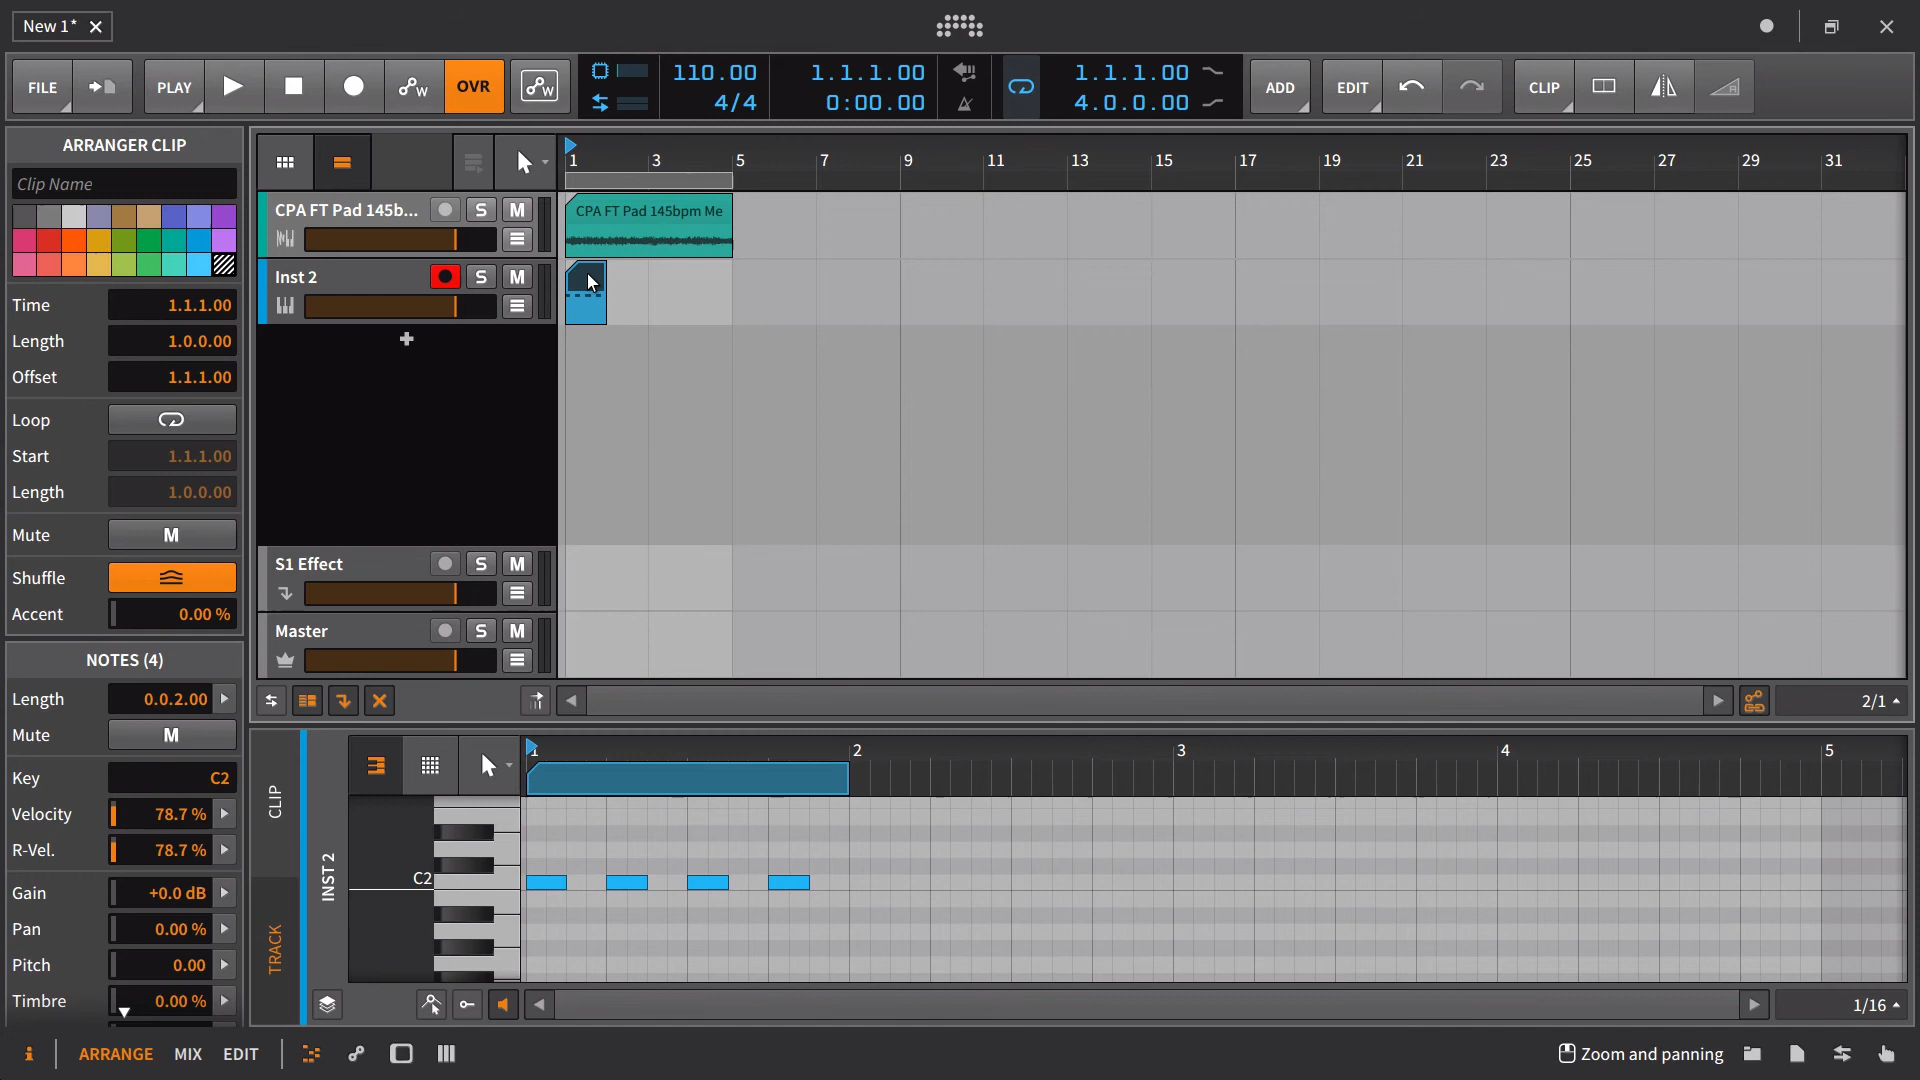 New 1*
FILE
PLAY
OVR
110.00
4/4
1.1.1.00
0:00.00
1.1.1.00
4.0.0.00
ADD
EDIT
CLIP
ARRANGER CLIP
Clip Name
Time 1.1.1.00
Length 1.0.0.00
Offset 1.1.1.00
Loop
Start 1.1.1.00
Length 1.0.0.00
Mute M
Shuffle
Accent 0.00 %
NOTES (4)
Length 0.0.2.00
Mute M
Key C2
Velocity 78.7 %
R-Vel. 78.7 %
Gain +0.0 dB
Pan 0.00 %
Pitch 0.00
Timbre 0.00 %
1 3 5 7 9 11 13 15 17 19 21 23 25 27 29 31
CPA FT Pad 145b... S M
CPA FT Pad 145bpm Me
Inst 2 S M
S1 Effect S M
Master S M
2/1
CLIP
TRACK
INST 2
1 2 3 4 5
C2
1/16
i
ARRANGE MIX EDIT
Zoom and panning